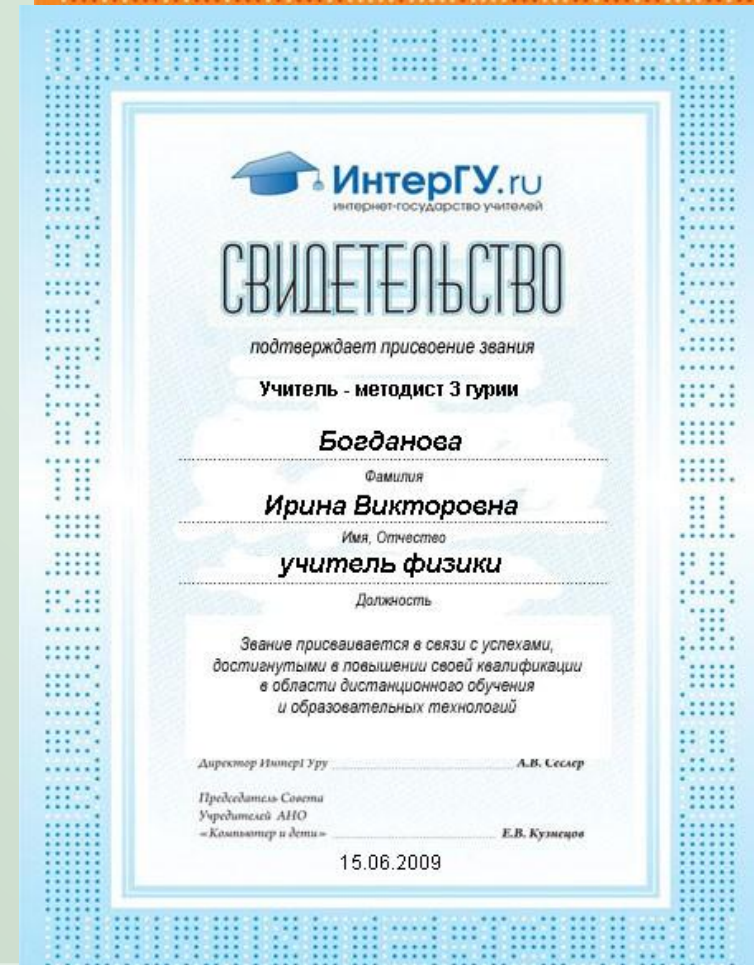 ИнтерГУ.ru
интернет-государство учителей
СВИДЕТЕЛЬСТВО
подтверждает присвоение звания
Учитель - методист 3 гурии
Богданова
Фамилия
Ирина Викторовна
Имя, Отчество
учитель физики
Должность
Звание присваивается в связи с успехами,
достигнутыми в повышении своей квалификации
в области дистанционного обучения
и образовательных технологий
Директор ИнтерГУру А.В. Сеслер
Председатель Совета
Учредителей АНО
«Компьютер и дети» Е.В. Кузнецов
15.06.2009